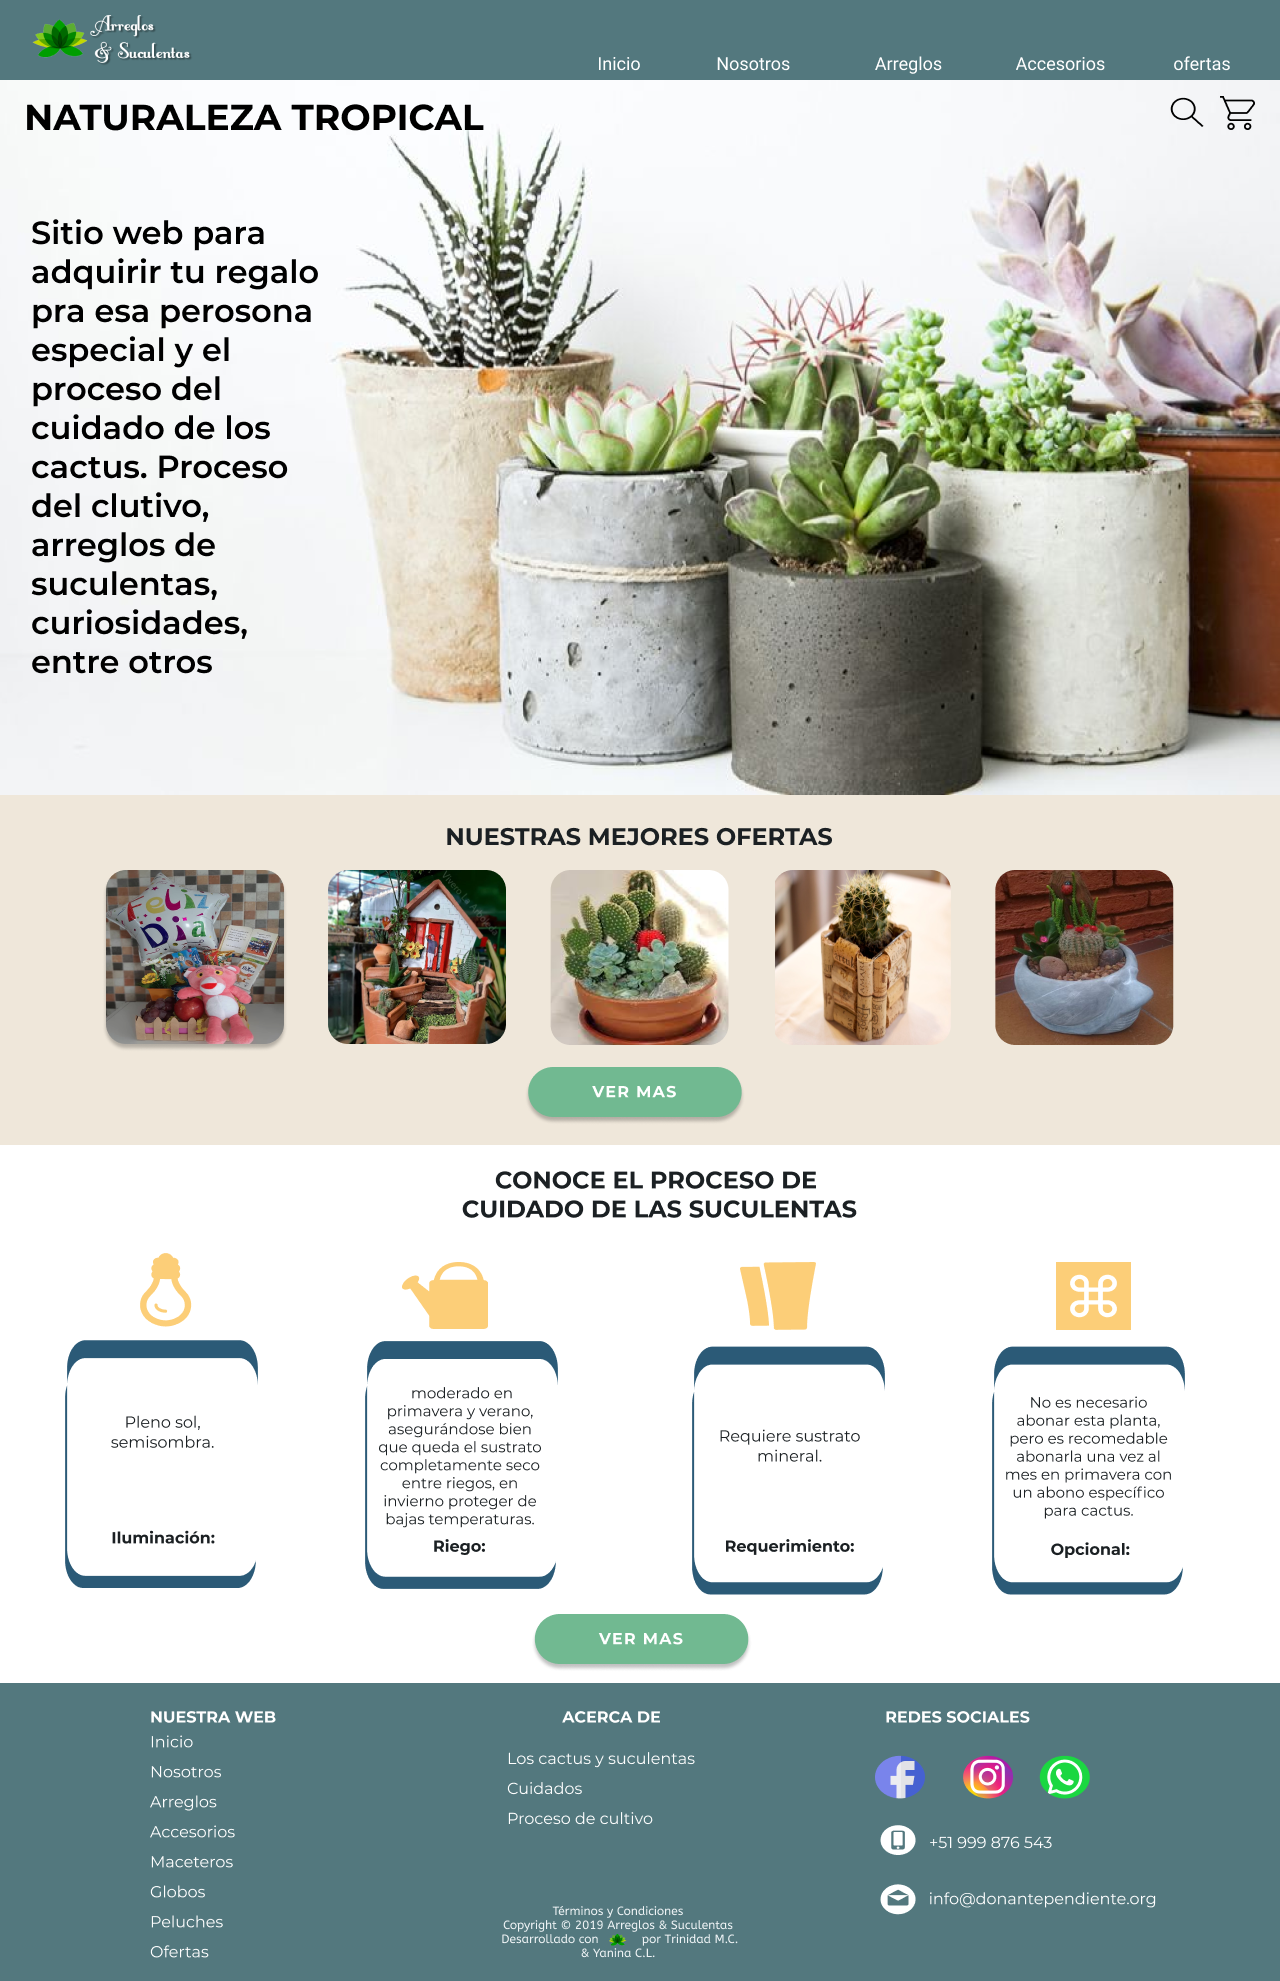 Arreglos
& Suculentas
Inicio
Nosotros
Arreglos
Accesorios
ofertas
NATURALEZA TROPICAL
Sitio web para
adquirir tu regalo
pra esa perosona
especial y el
proceso del
cuidado de los
cactus. Proceso
del clutivo,
arreglos de
suculentas,
curiosidades,
entre otros
NUESTRAS MEJORES OFERTAS
FELIZ
DIA
VER MAS
CONOCE EL PROCESO DE
CUIDADO DE LAS SUCULENTAS
Pleno sol,
semisombra.
Iluminación:
moderado en
primavera y verano,
asegurándose bien
que queda el sustrato
completamente seco
entre riegos, en
invierno proteger de
bajas temperaturas.
Riego:
Requiere sustrato
mineral.
Requerimiento:
No es necesario
abonar esta planta,
pero es recomedable
abonarla una vez al
mes en primavera con
un abono específico
para cactus.
Opcional:
VER MAS
NUESTRA WEB
Inicio
Nosotros
Arreglos
Accesorios
Maceteros
Globos
Peluches
Ofertas
ACERCA DE
Los cactus y suculentas
Cuidados
Proceso de cultivo
Términos y Condiciones
Copyright © 2019 Arreglos & Suculentas
Desarrollado con por Trinidad M.C.
& Yanina C.L.
REDES SOCIALES
+51 999 876 543
info@donantependiente.org